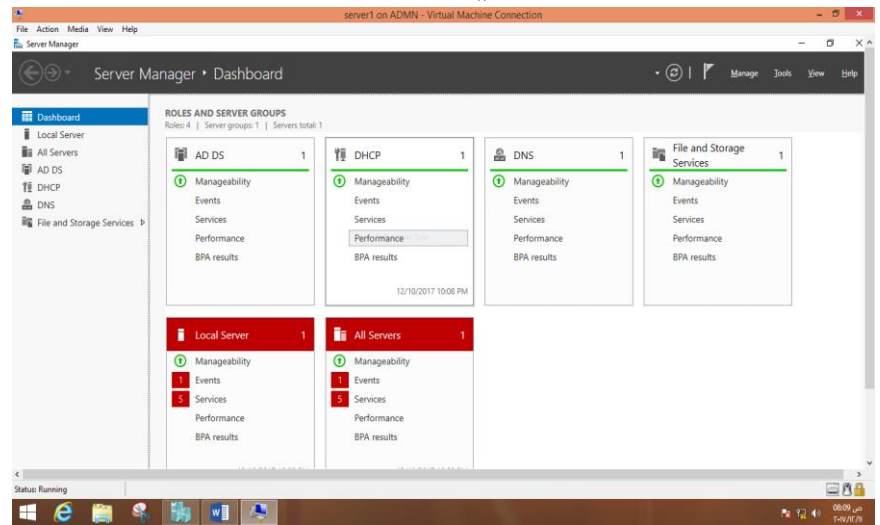 server1 on ADMN - Virtual Machine Connection
File Action Media View Help
Server Manager
Server Manager • Dashboard
Manage Tools View Help
Dashboard
Local Server
All Servers
AD DS
DHCP
DNS
File and Storage Services
ROLES AND SERVER GROUPS
Roles: 4 | Server groups: 1 | Servers total: 1
AD DS 1
Manageability
Events
Services
Performance
BPA results
DHCP 1
Manageability
Events
Services
Performance
BPA results
12/10/2017 10:08 PM
DNS 1
Manageability
Events
Services
Performance
BPA results
File and Storage
Services 1
Manageability
Events
Services
Performance
BPA results
Local Server 1
Manageability
1 Events
5 Services
Performance
BPA results
All Servers 1
Manageability
1 Events
5 Services
Performance
BPA results
Status: Running
08:09 ص
٢٠١٧/١٢/١١